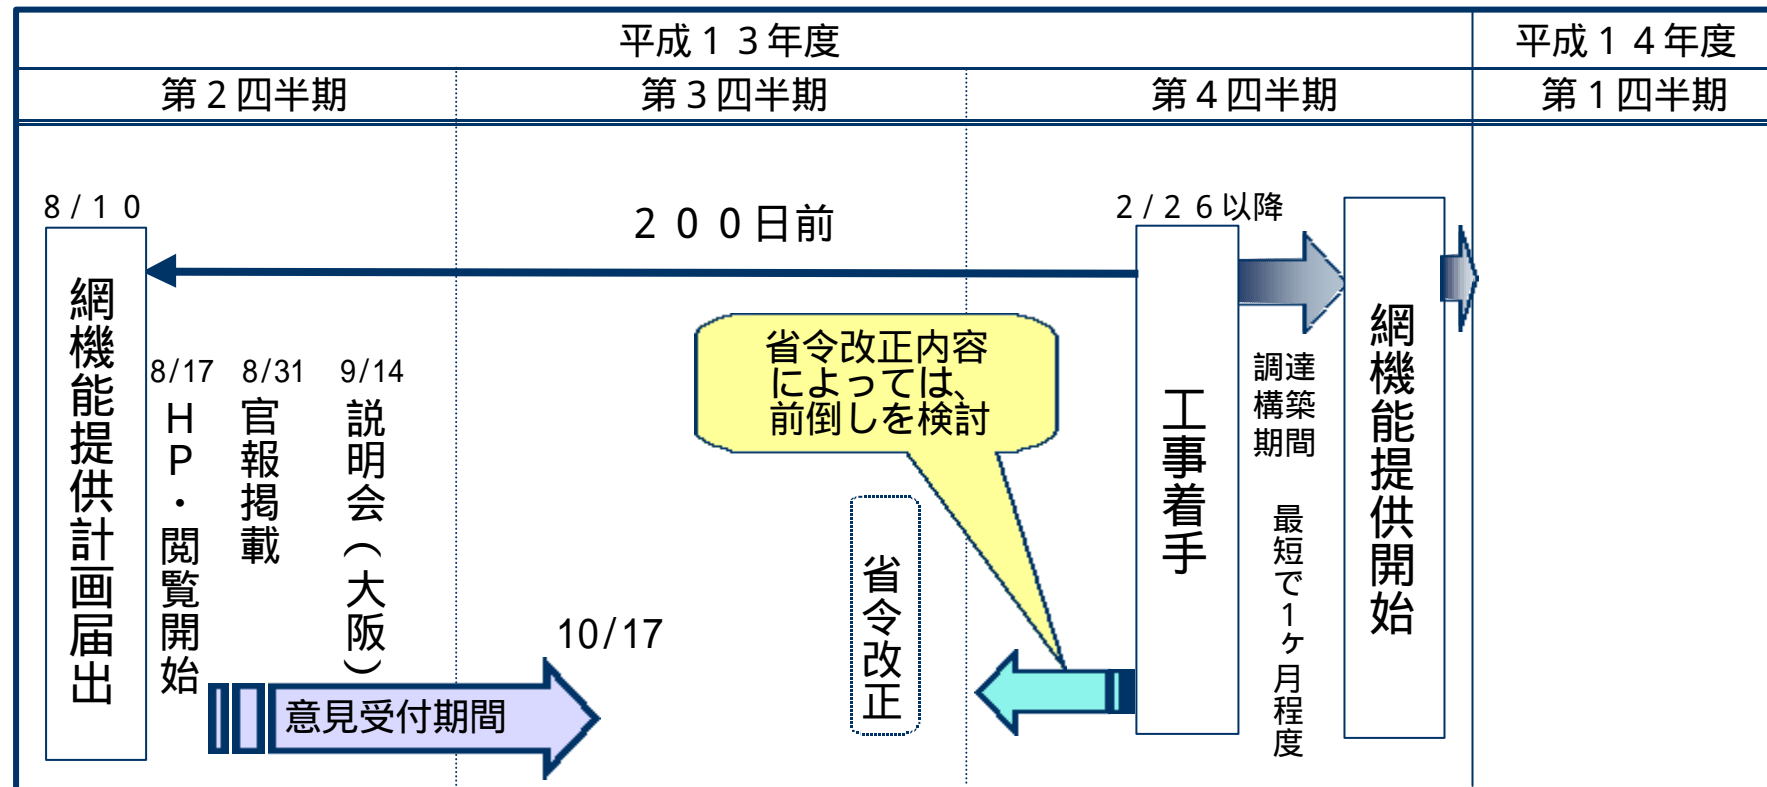 平成１３年度
平成１４年度
第２四半期
第３四半期
第４四半期
第１四半期
8/10
２００日前
2/26以降
網機能提供計画届出
8/17
HP・閲覧開始
8/31
官報掲載
9/14
説明会（大阪）
意見受付期間
10/17
省令改正内容
によっては、
前倒しを検討
省令改正
工事着手
調達
構築
期間
最短で1ヶ月程度
網機能提供開始